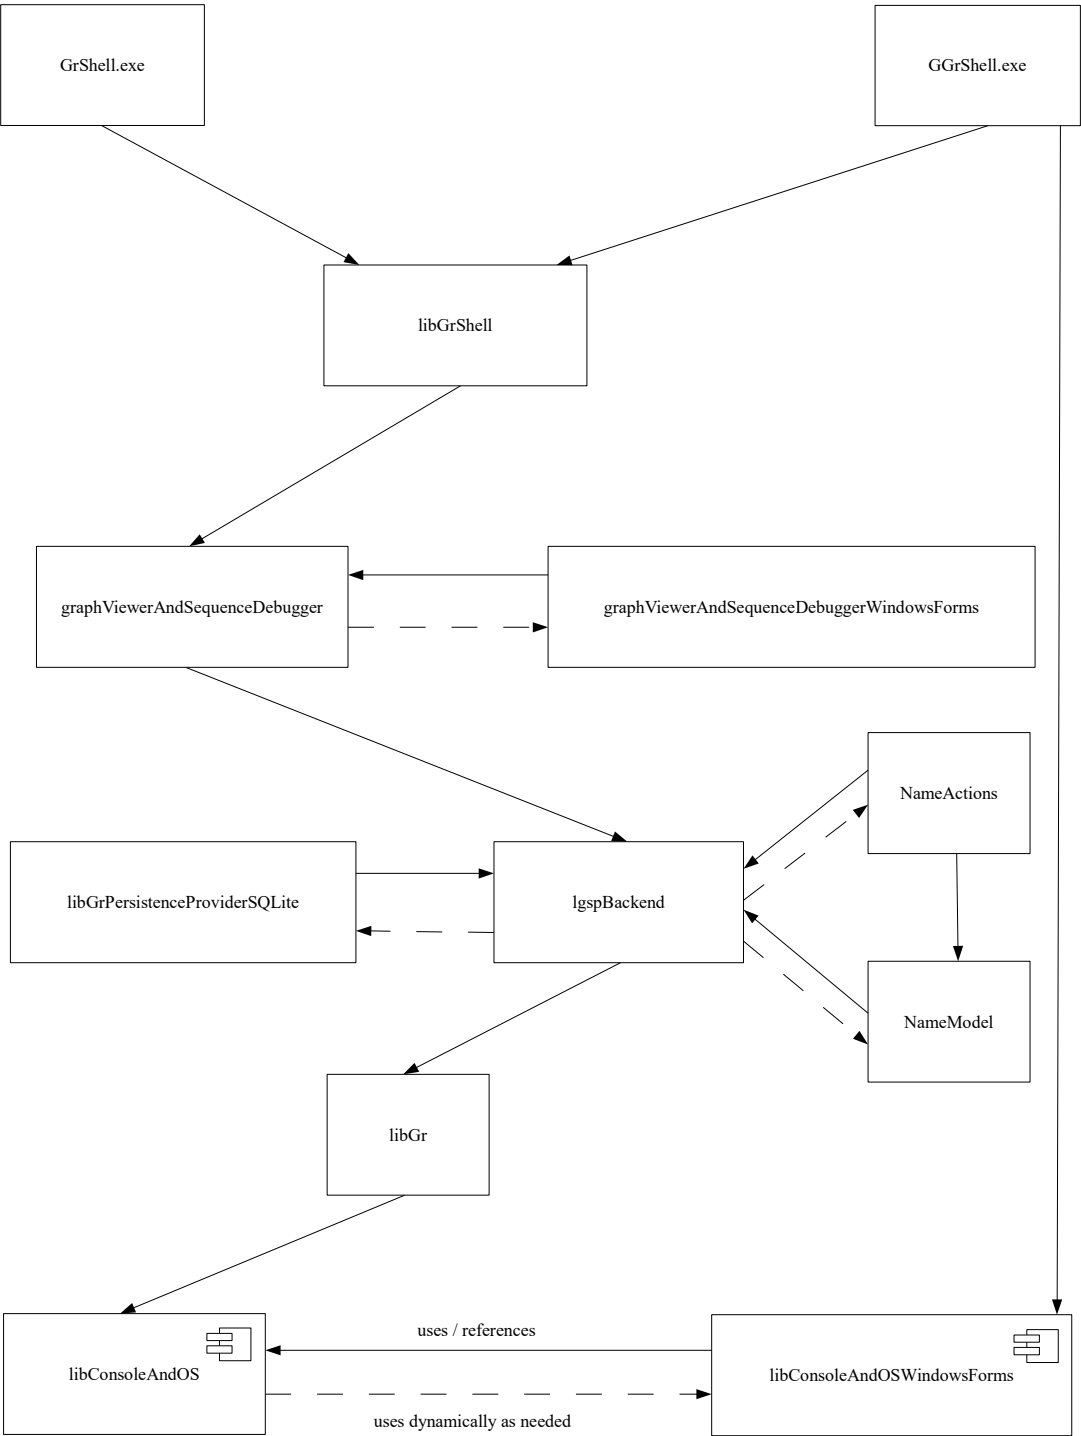 GrShell.exe
GGrShell.exe
libGrShell
graphViewerAndSequenceDebugger
graphViewerAndSequenceDebuggerWindowsForms
NameActions
libGrPersistenceProviderSQLite
lgspBackend
NameModel
libGr
uses / references
libConsoleAndOS
libConsoleAndOSWindowsForms
uses dynamically as needed